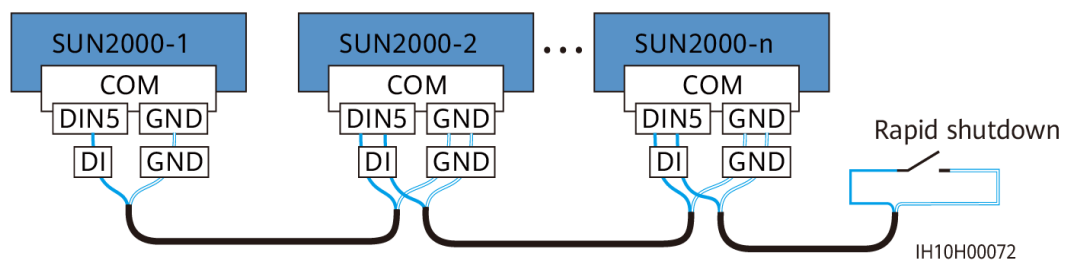 SUN2000-1 SUN2000-2 ••• SUN2000-n
COM COM COM
DIN5 GND DIN5 GND DIN5 GND
Rapid shutdown
DI GND DI GND DI GND
IH10H00072